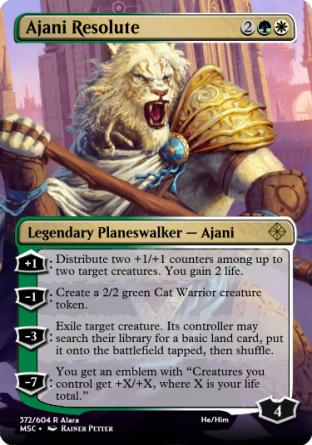 Ajani Resolute 2
Legendary Planeswalker — Ajani
+1: Distribute two +1/+1 counters among up
to two target creatures. You gain 2 life.
-1: Create a 2/2 green Cat Warrior creature
token.
-3: Exile target creature. Its controller may
search their library for a basic land card, put
it onto the battlefield tapped, then shuffle.
-7: You get an emblem with “Creatures you
control get +X/+X, where X is your life
total.”
4
372/604 R Alara He/Him
MSC • Rainer Petter